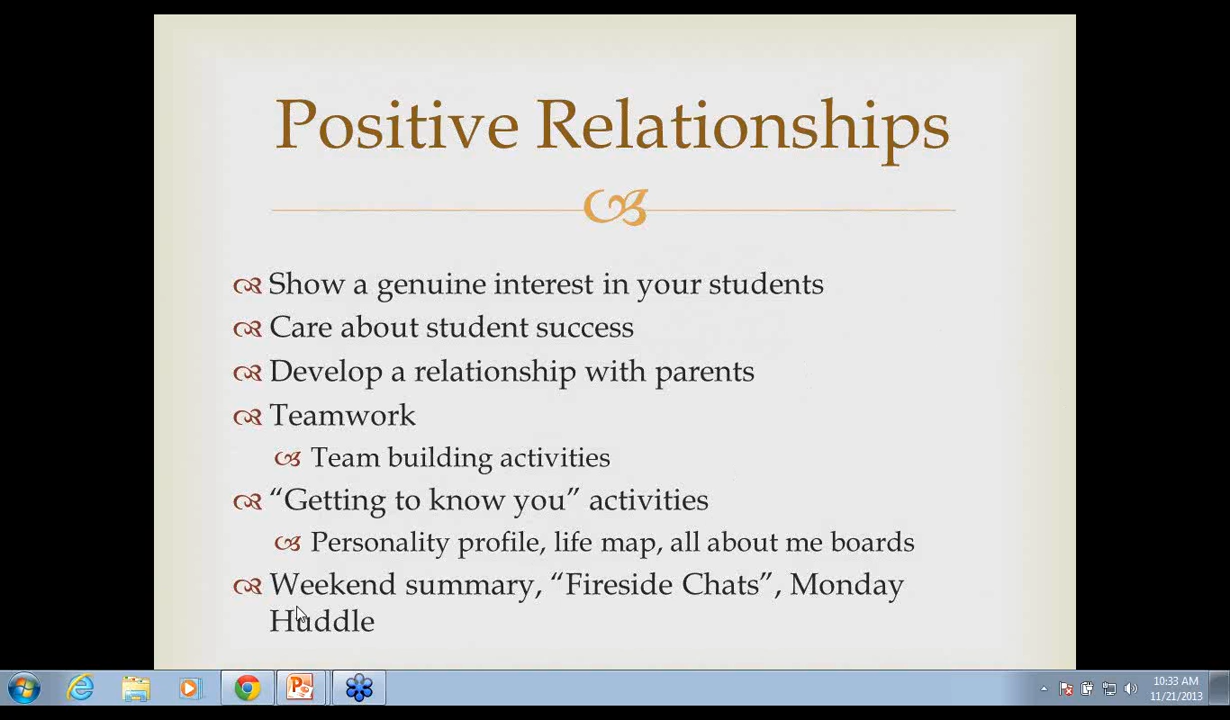 Positive Relationships
Show a genuine interest in your students
Care about student success
Develop a relationship with parents
Teamwork
Team building activities
“Getting to know you” activities
Personality profile, life map, all about me boards
Weekend summary, “Fireside Chats”, Monday
Huddle
10:33 AM
11/21/2013